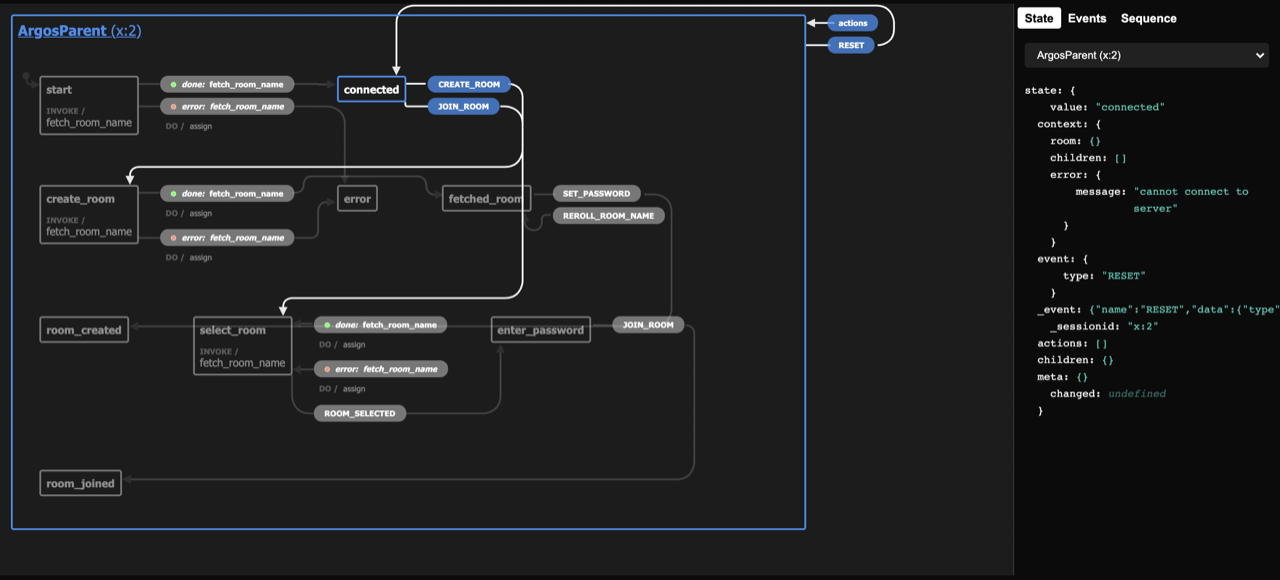 ArgosParent (x:2)
actions
RESET
start
INVOKE /
fetch_room_name
done: fetch_room_name
error: fetch_room_name
DO / assign
connected
CREATE_ROOM
JOIN_ROOM
create_room
INVOKE /
fetch_room_name
done: fetch_room_name
DO / assign
error: fetch_room_name
DO / assign
error
fetched_room
SET_PASSWORD
REROLL_ROOM_NAME
room_created
select_room
INVOKE /
fetch_room_name
done: fetch_room_name
DO / assign
error: fetch_room_name
DO / assign
ROOM_SELECTED
enter_password
JOIN_ROOM
room_joined
State Events Sequence
ArgosParent (x:2)
state: {
value: "connected"
context: {
room: {}
children: []
error: {
message: "cannot connect to
server"
}
}
event: {
type: "RESET"
}
_event: {"name":"RESET","data":{"type"
_sessionid: "x:2"
actions: []
children: {}
meta: {}
changed: undefined
}